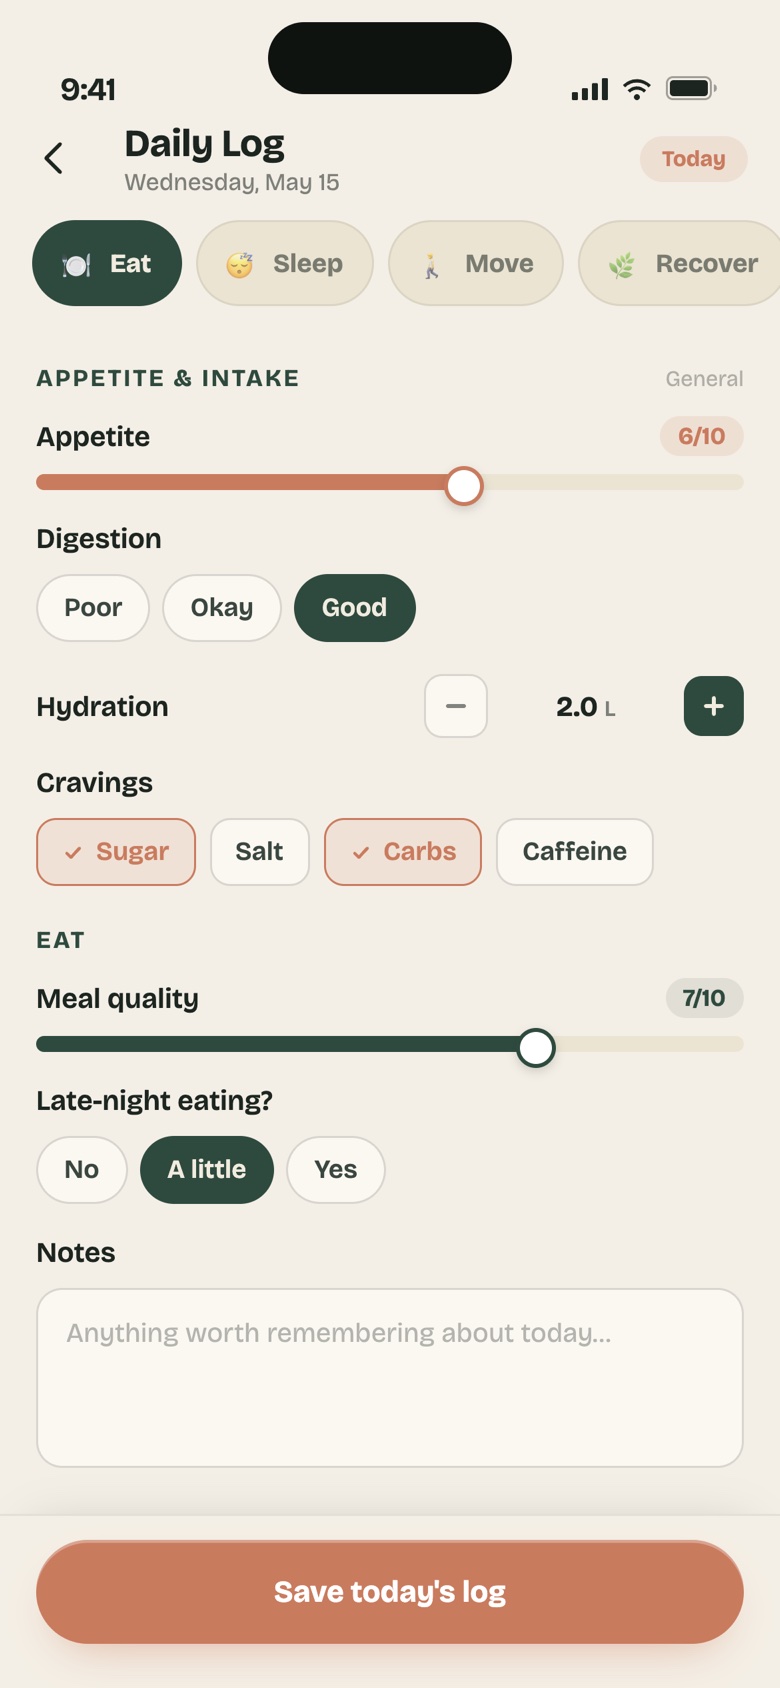 9:41
Daily Log
Wednesday, May 15
Today
Eat
Sleep
Move
Recover
APPETITE & INTAKE
General
Appetite
6/10
Digestion
Poor
Okay
Good
Hydration
2.0 L
Cravings
Sugar
Salt
Carbs
Caffeine
EAT
Meal quality
7/10
Late-night eating?
No
A little
Yes
Notes
Anything worth remembering about today...
Save today's log